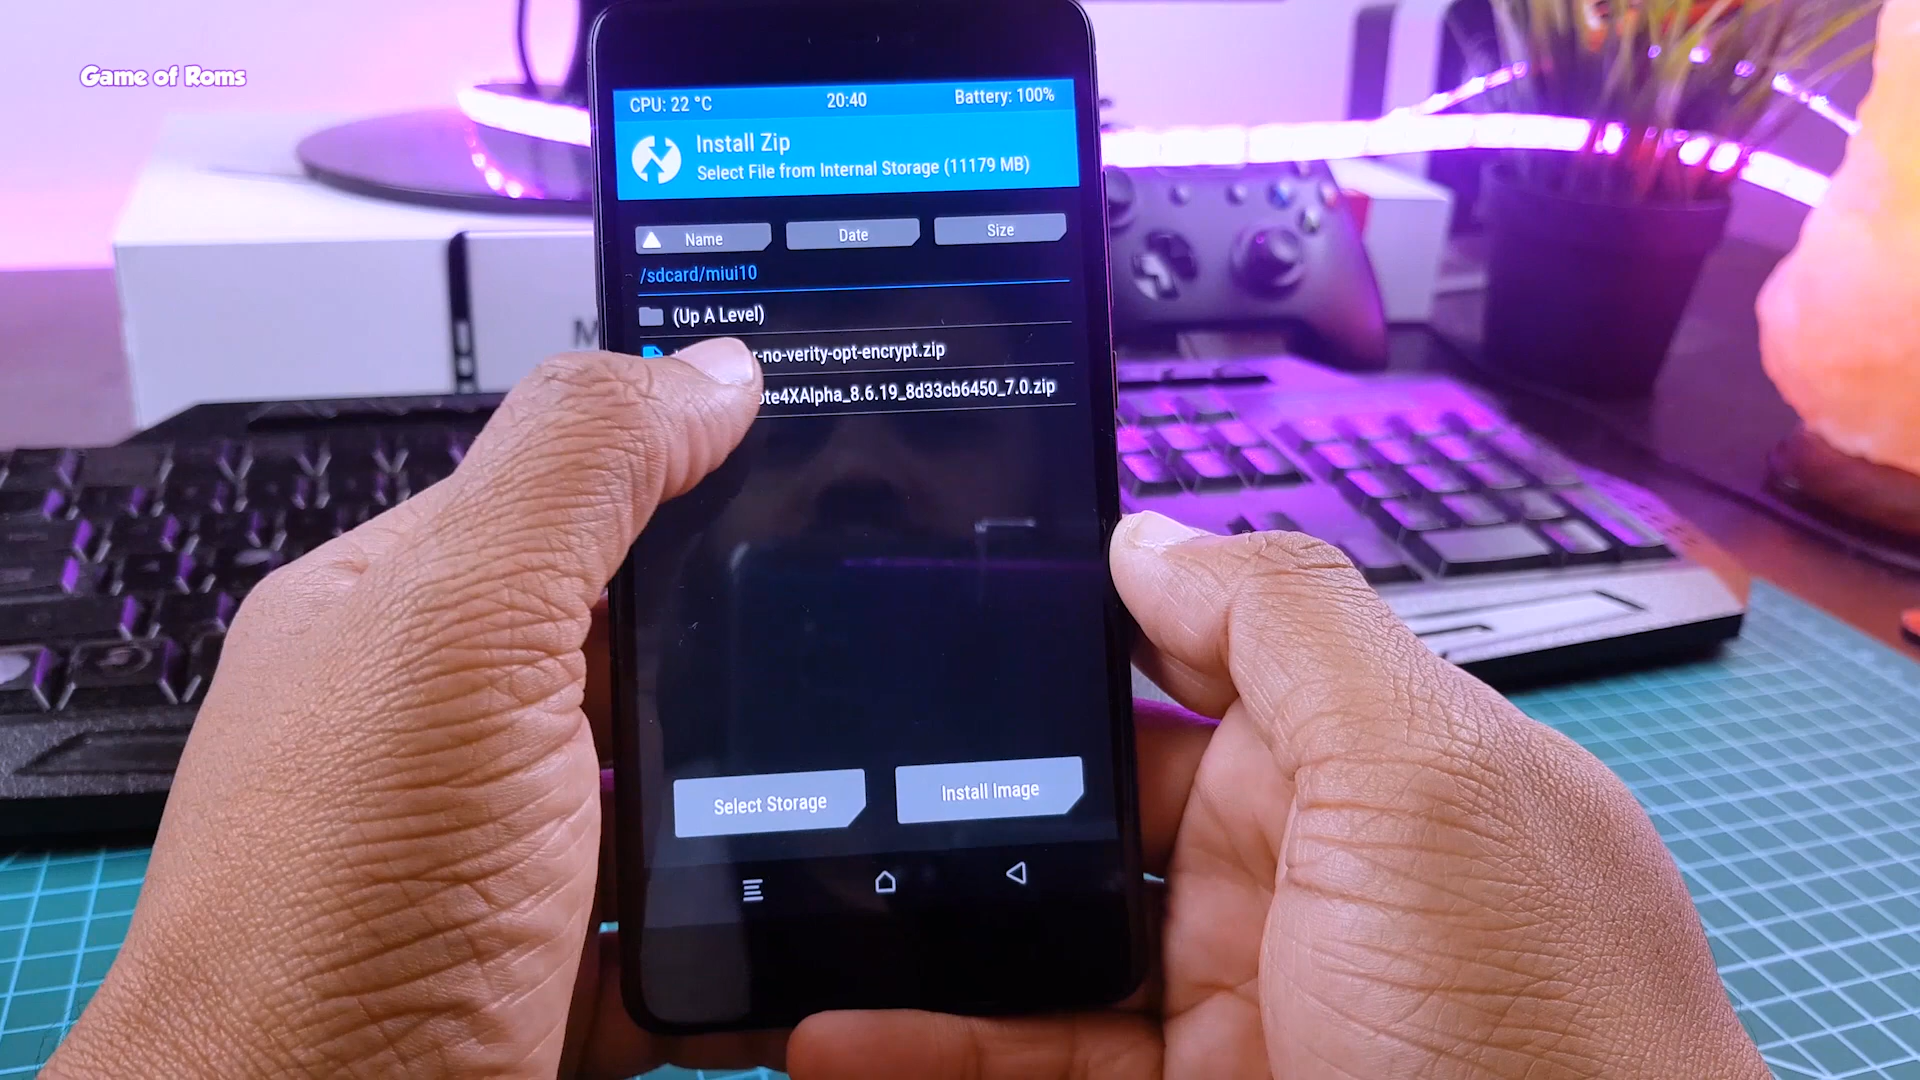 Game of Roms
CPU: 22 °C 20:40 Battery: 100%
Install Zip
Select File from Internal Storage (11179 MB)
Name Date Size
/sdcard/miui10
(Up A Level)
-no-verity-opt-encrypt.zip
ote4XAlpha_8.6.19_8d33cb6450_7.0.zip
Select Storage Install Image